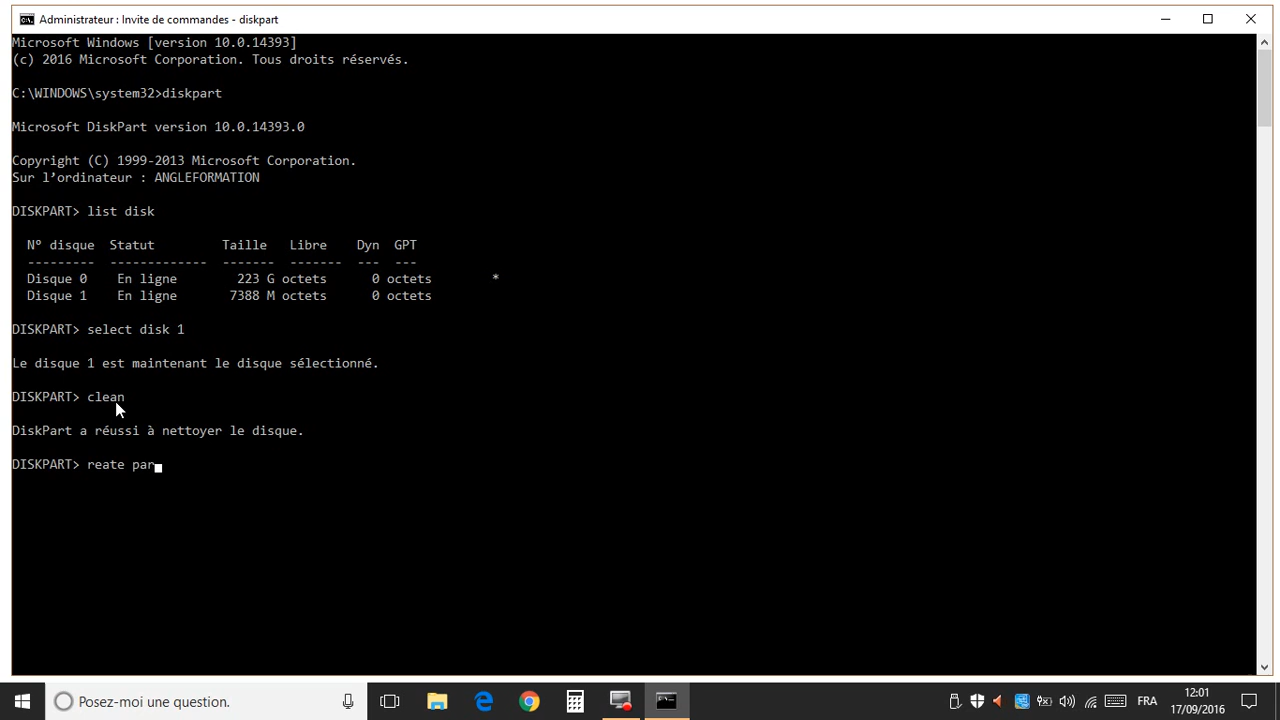 Administrateur : Invite de commandes - diskpart
Microsoft Windows [version 10.0.14393]
(c) 2016 Microsoft Corporation. Tous droits réservés.
C:\WINDOWS\system32>diskpart
Microsoft DiskPart version 10.0.14393.0
Copyright (C) 1999-2013 Microsoft Corporation.
Sur l’ordinateur : ANGLEFORMATION
DISKPART> list disk
N° disque  Statut         Taille   Libre    Dyn  GPT
---------  -------------  -------  -------  ---  ---
Disque 0    En ligne        223 G octets      0 octets        *
Disque 1    En ligne       7388 M octets      0 octets
DISKPART> select disk 1
Le disque 1 est maintenant le disque sélectionné.
DISKPART> clean
DiskPart a réussi à nettoyer le disque.
DISKPART> reate par
Posez-moi une question.
FRA
12:01
17/09/2016